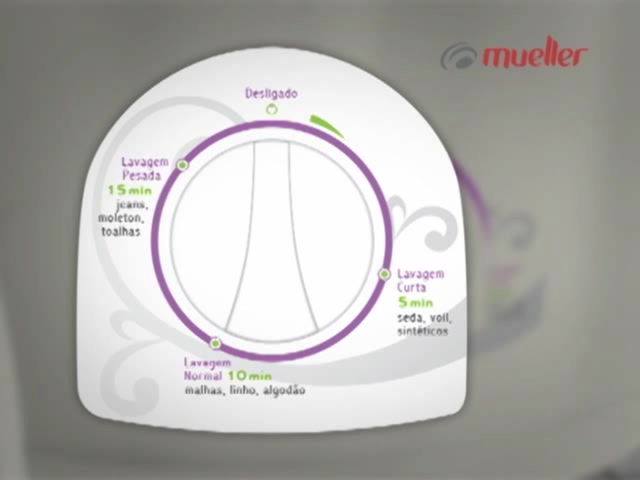 mueller
Desligado
Lavagem
Pesada
15 min
jeans,
moleton,
toalhas
Lavagem
Curta
5 min
seda, voil,
sintéticos
Lavagem
Normal 10 min
malhas, linho, algodão